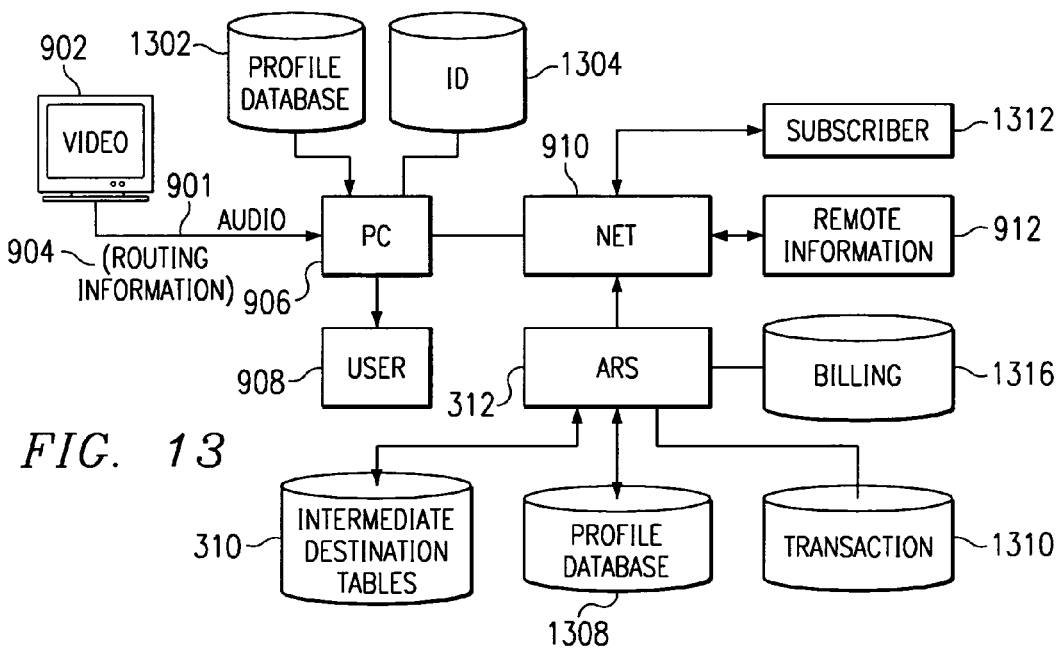 902
1302
PROFILE
DATABASE
ID
1304
VIDEO
910
SUBSCRIBER
1312
901
AUDIO
904
(ROUTING
INFORMATION)
PC
906
NET
REMOTE
INFORMATION
912
USER
908
ARS
312
BILLING
1316
FIG. 13
310
INTERMEDIATE
DESTINATION
TABLES
PROFILE
DATABASE
1308
TRANSACTION
1310